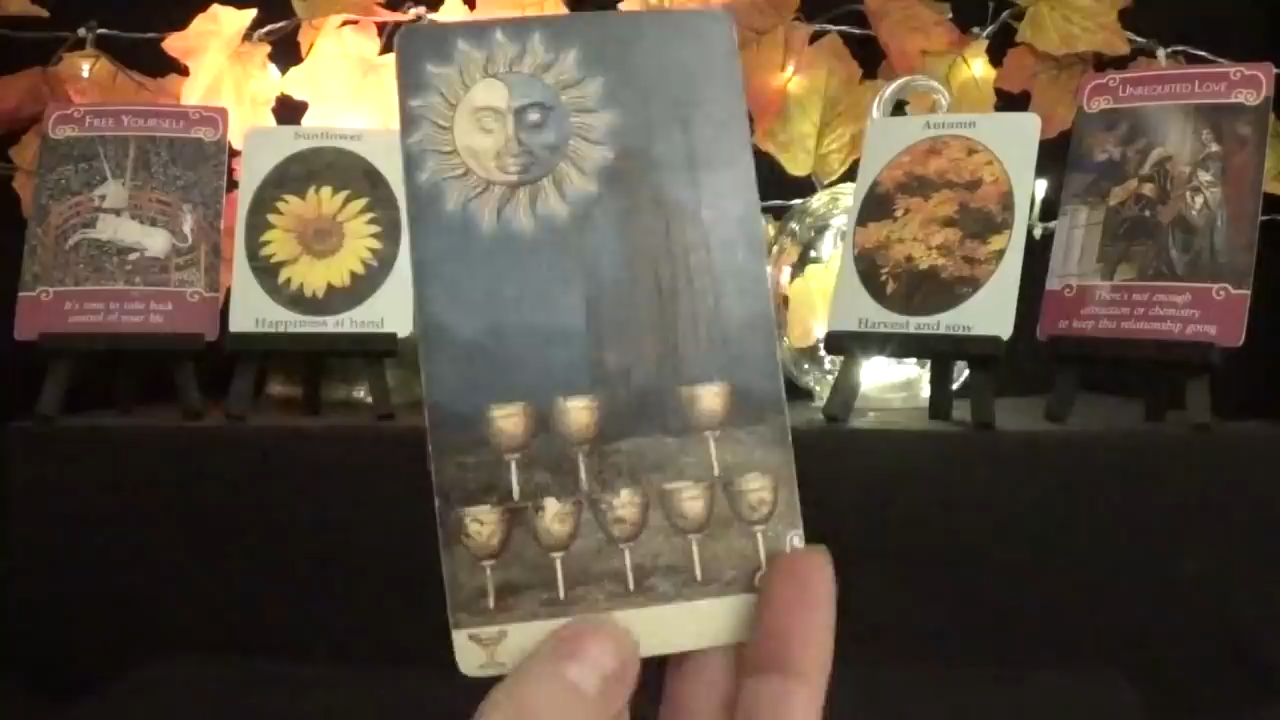 FREE YOURSELF
It's time to take back
control of your life
Sunflower
Happiness at hand
Autumn
Harvest and sow
UNREQUITED LOVE
There's not enough
attraction or chemistry
to keep this relationship going